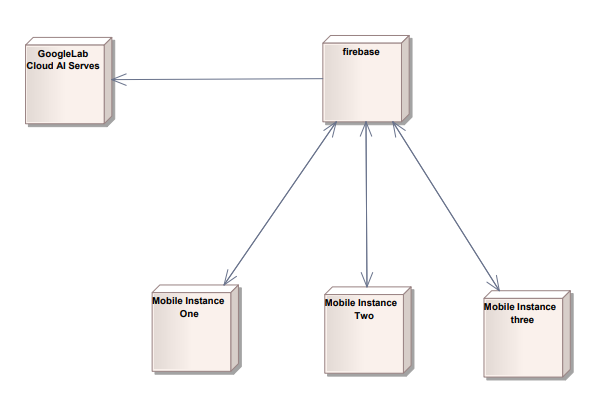 GoogleLab
Cloud AI Serves
firebase
Mobile Instance
One
Mobile Instance
Two
Mobile Instance
three